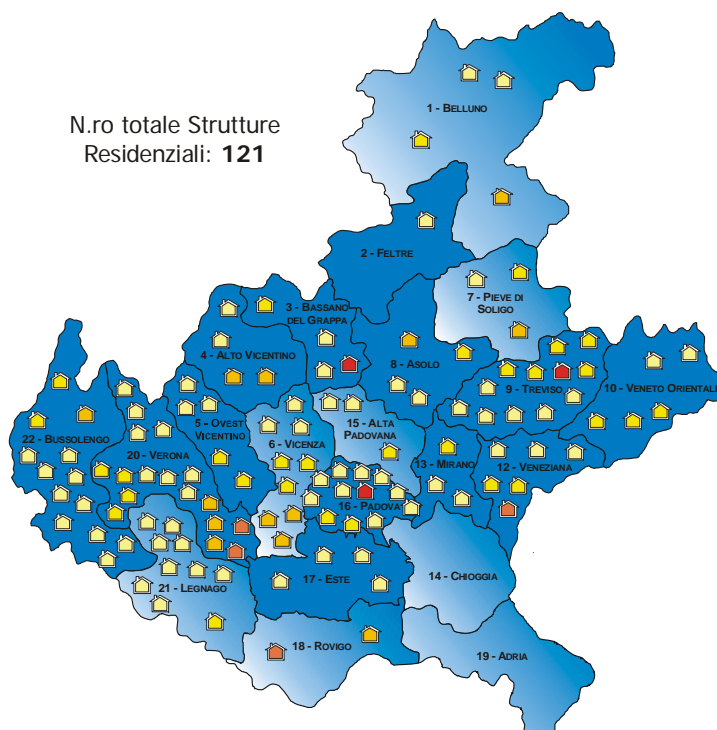 N.ro totale Strutture
Residenziali: 121
1 - BELLUNO
2 - FELTRE
7 - PIEVE DI
SOLIGO
3 - BASSANO
DEL GRAPPA
4 - ALTO VICENTINO
8 - ASOLO
9 - TREVISO
10 - VENETO ORIENTALE
5 - OVEST
VICENTINO
6 - VICENZA
15 - ALTA
PADOVANA
22 - BUSSOLENGO
20 - VERONA
13 - MIRANO
12 - VENEZIANA
16 - PADOVA
17 - ESTE
14 - CHIOGGIA
21 - LEGNAGO
18 - ROVIGO
19 - ADRIA